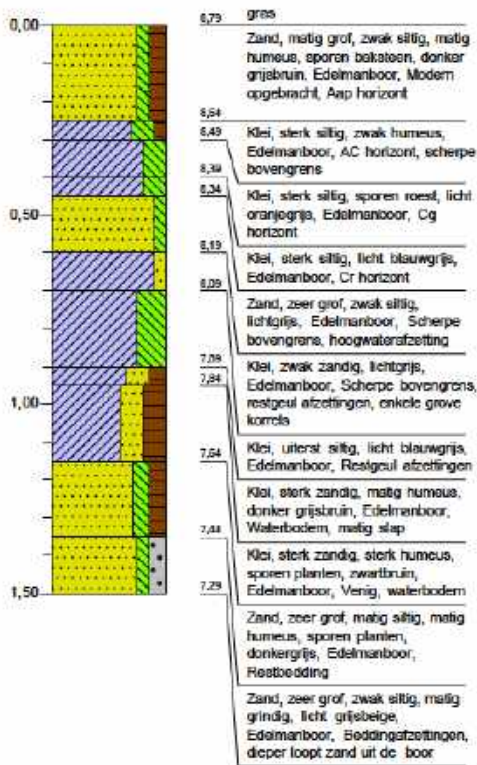 0,00
0,50
1,00
1,50
8,79
8,54
8,49
8,39
8,34
8,19
8,09
7,89
7,84
7,64
7,44
7,29
gras
Zand, matig grof, zwak siltig, matig
humeus, sporen baksteen, donker
grijsbruin, Edelmanboor, Modern
opgebracht, Aap horizont
Klei, sterk siltig, zwak humeus,
Edelmanboor, AC horizont, scherpe
bovengrens
Klei, sterk siltig, sporen roest, licht
oranjegrijs, Edelmanboor, Cg
horizont
Klei, sterk siltig, licht blauwgrijs,
Edelmanboor, Cr horizont
Zand, zeer grof, zwak siltig,
lichtgrijs, Edelmanboor, Scherpe
bovengrens, hoogwaterafzetting
Klei, zwak zandig, lichtgrijs,
Edelmanboor, Scherpe bovengrens,
restgeul afzettingen, enkele grove
korrels
Klei, uiterst siltig, licht blauwgrijs,
Edelmanboor, Restgeul afzettingen
Klei, sterk zandig, matig humeus,
donker grijsbruin, Edelmanboor,
Waterbodem, matig slap
Klei, sterk zandig, sterk humeus,
sporen planten, zwartbruin,
Edelmanboor, Venig, waterbodem
Zand, zeer grof, matig siltig, matig
humeus, sporen planten,
donkergrijs, Edelmanboor,
Restbedding
Zand, zeer grof, zwak siltig, matig
grindig, licht grijsbeige,
Edelmanboor, Beddingafzettingen,
dieper loopt zand uit de boor